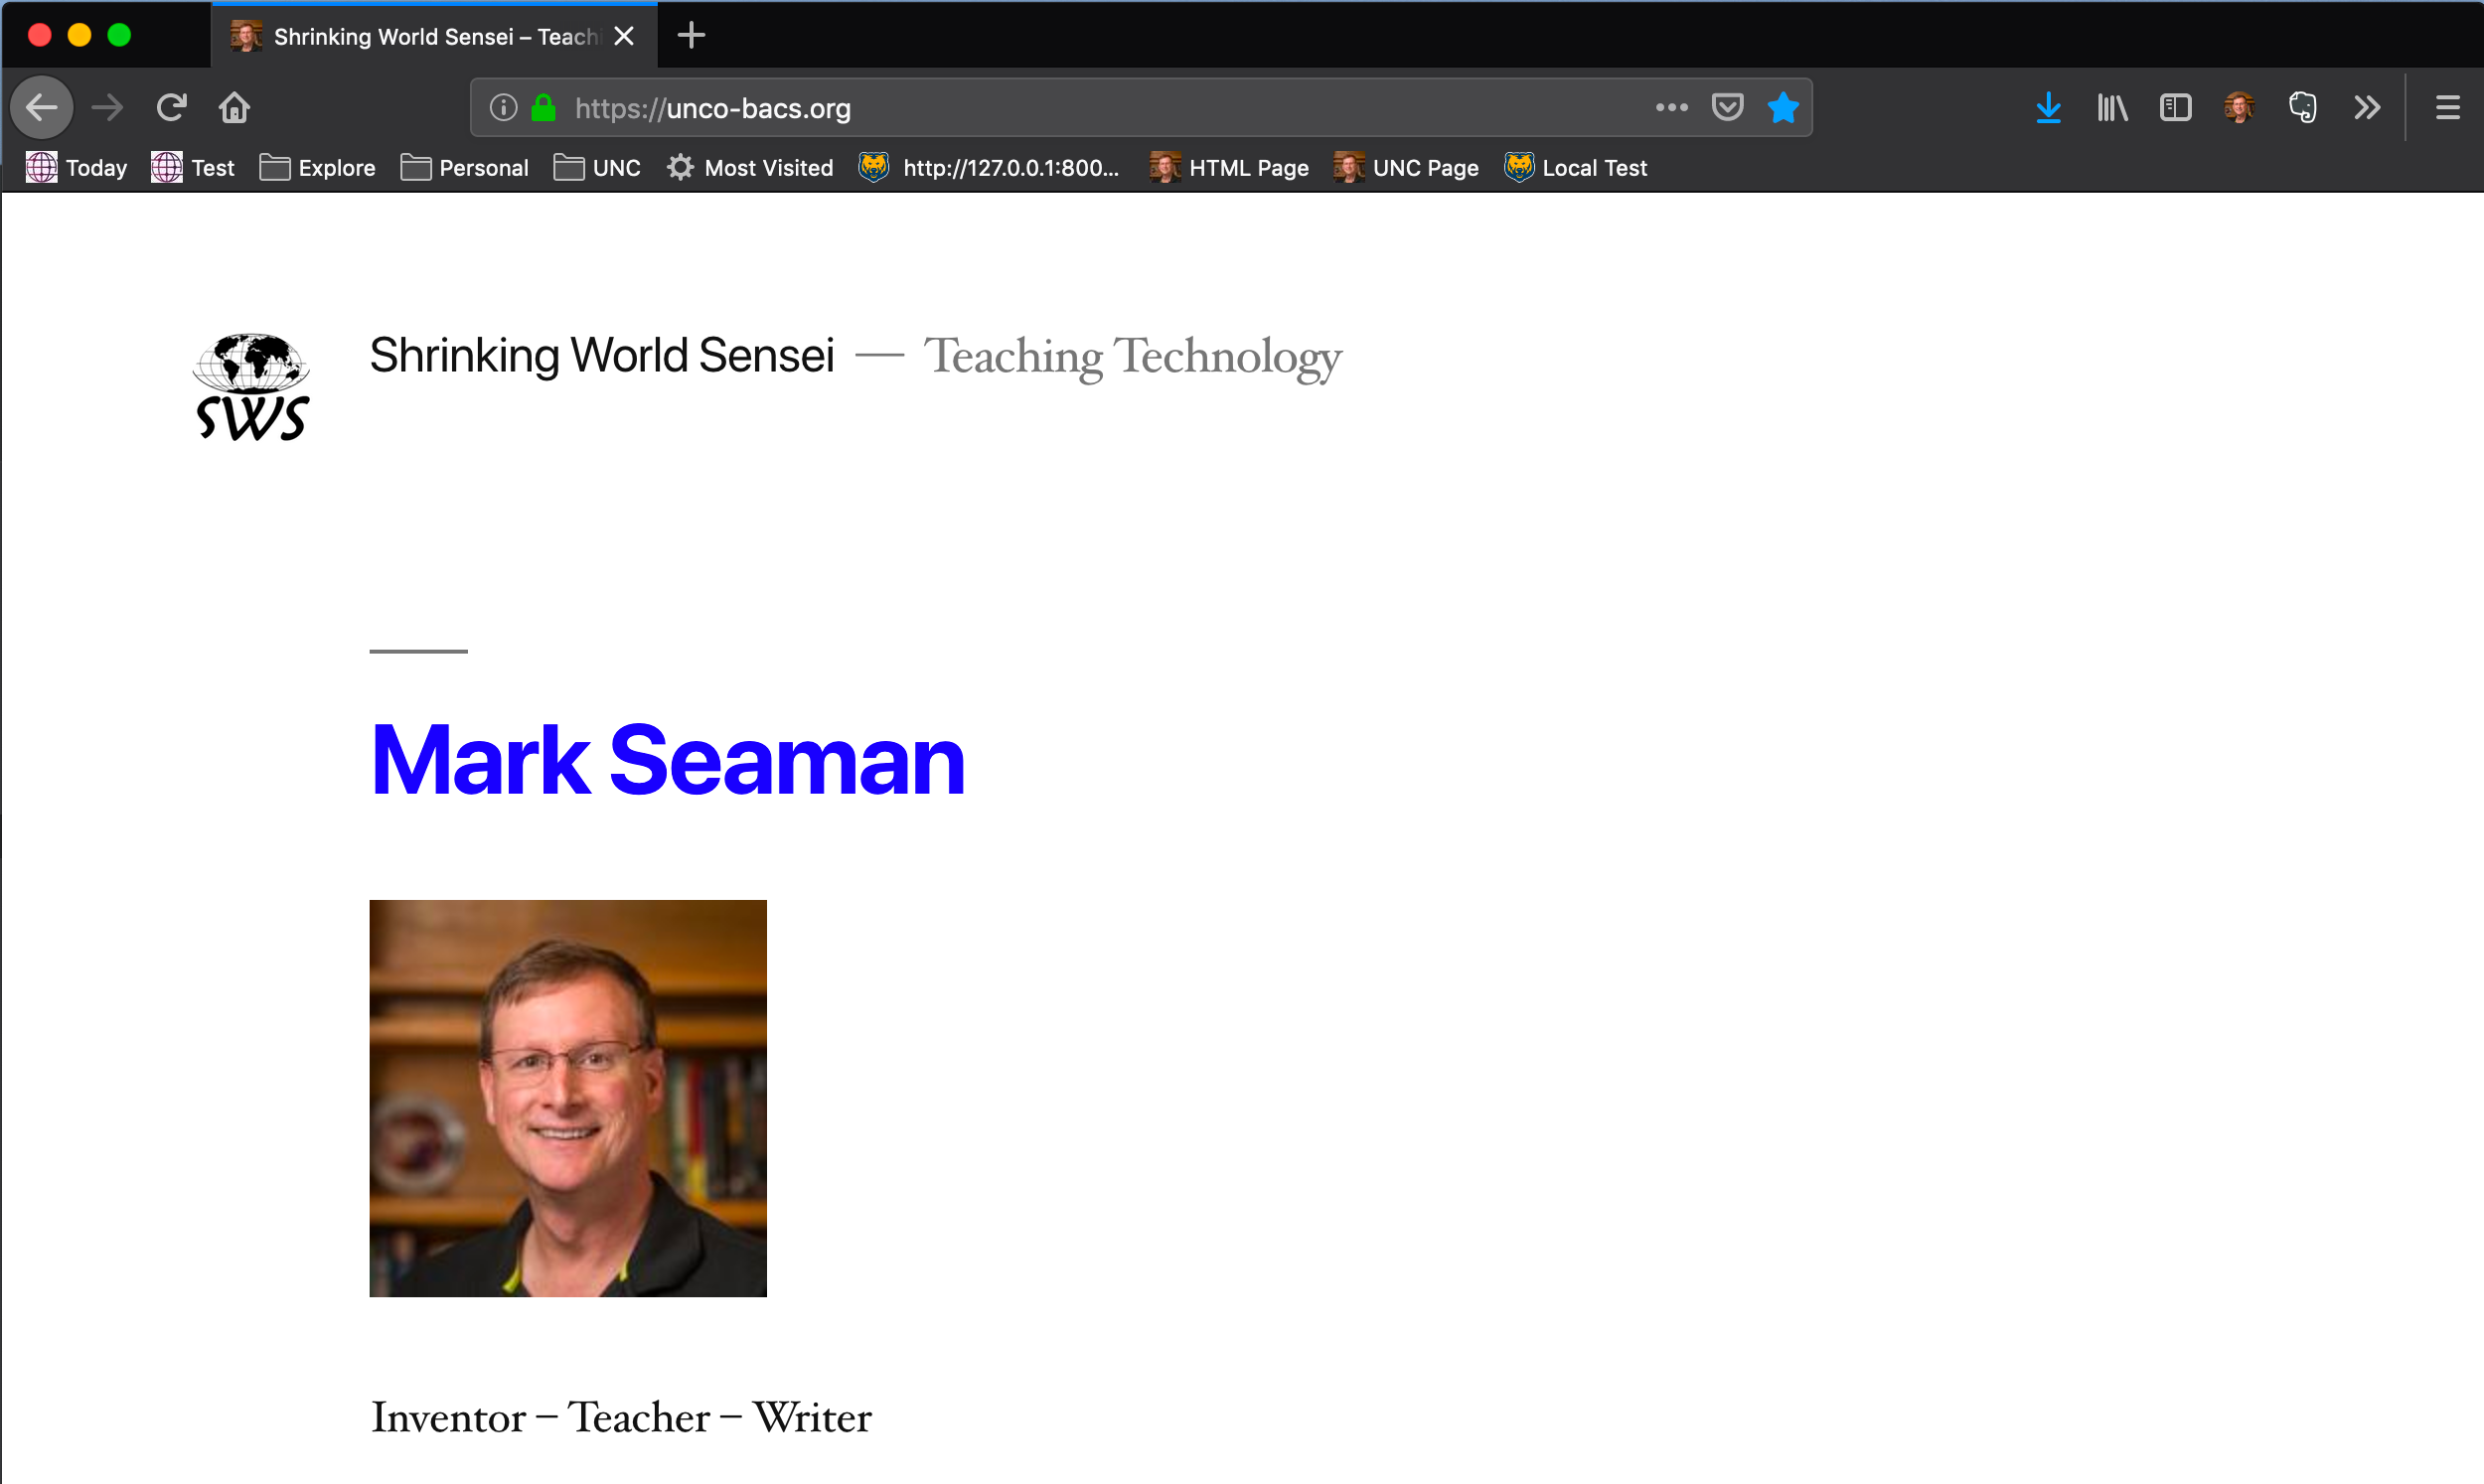 Shrinking World Sensei – Teachi
https://unco-bacs.org
Today Test Explore Personal UNC Most Visited http://127.0.0.1:800... HTML Page UNC Page Local Test
SWS
Shrinking World Sensei — Teaching Technology
Mark Seaman
Inventor – Teacher – Writer